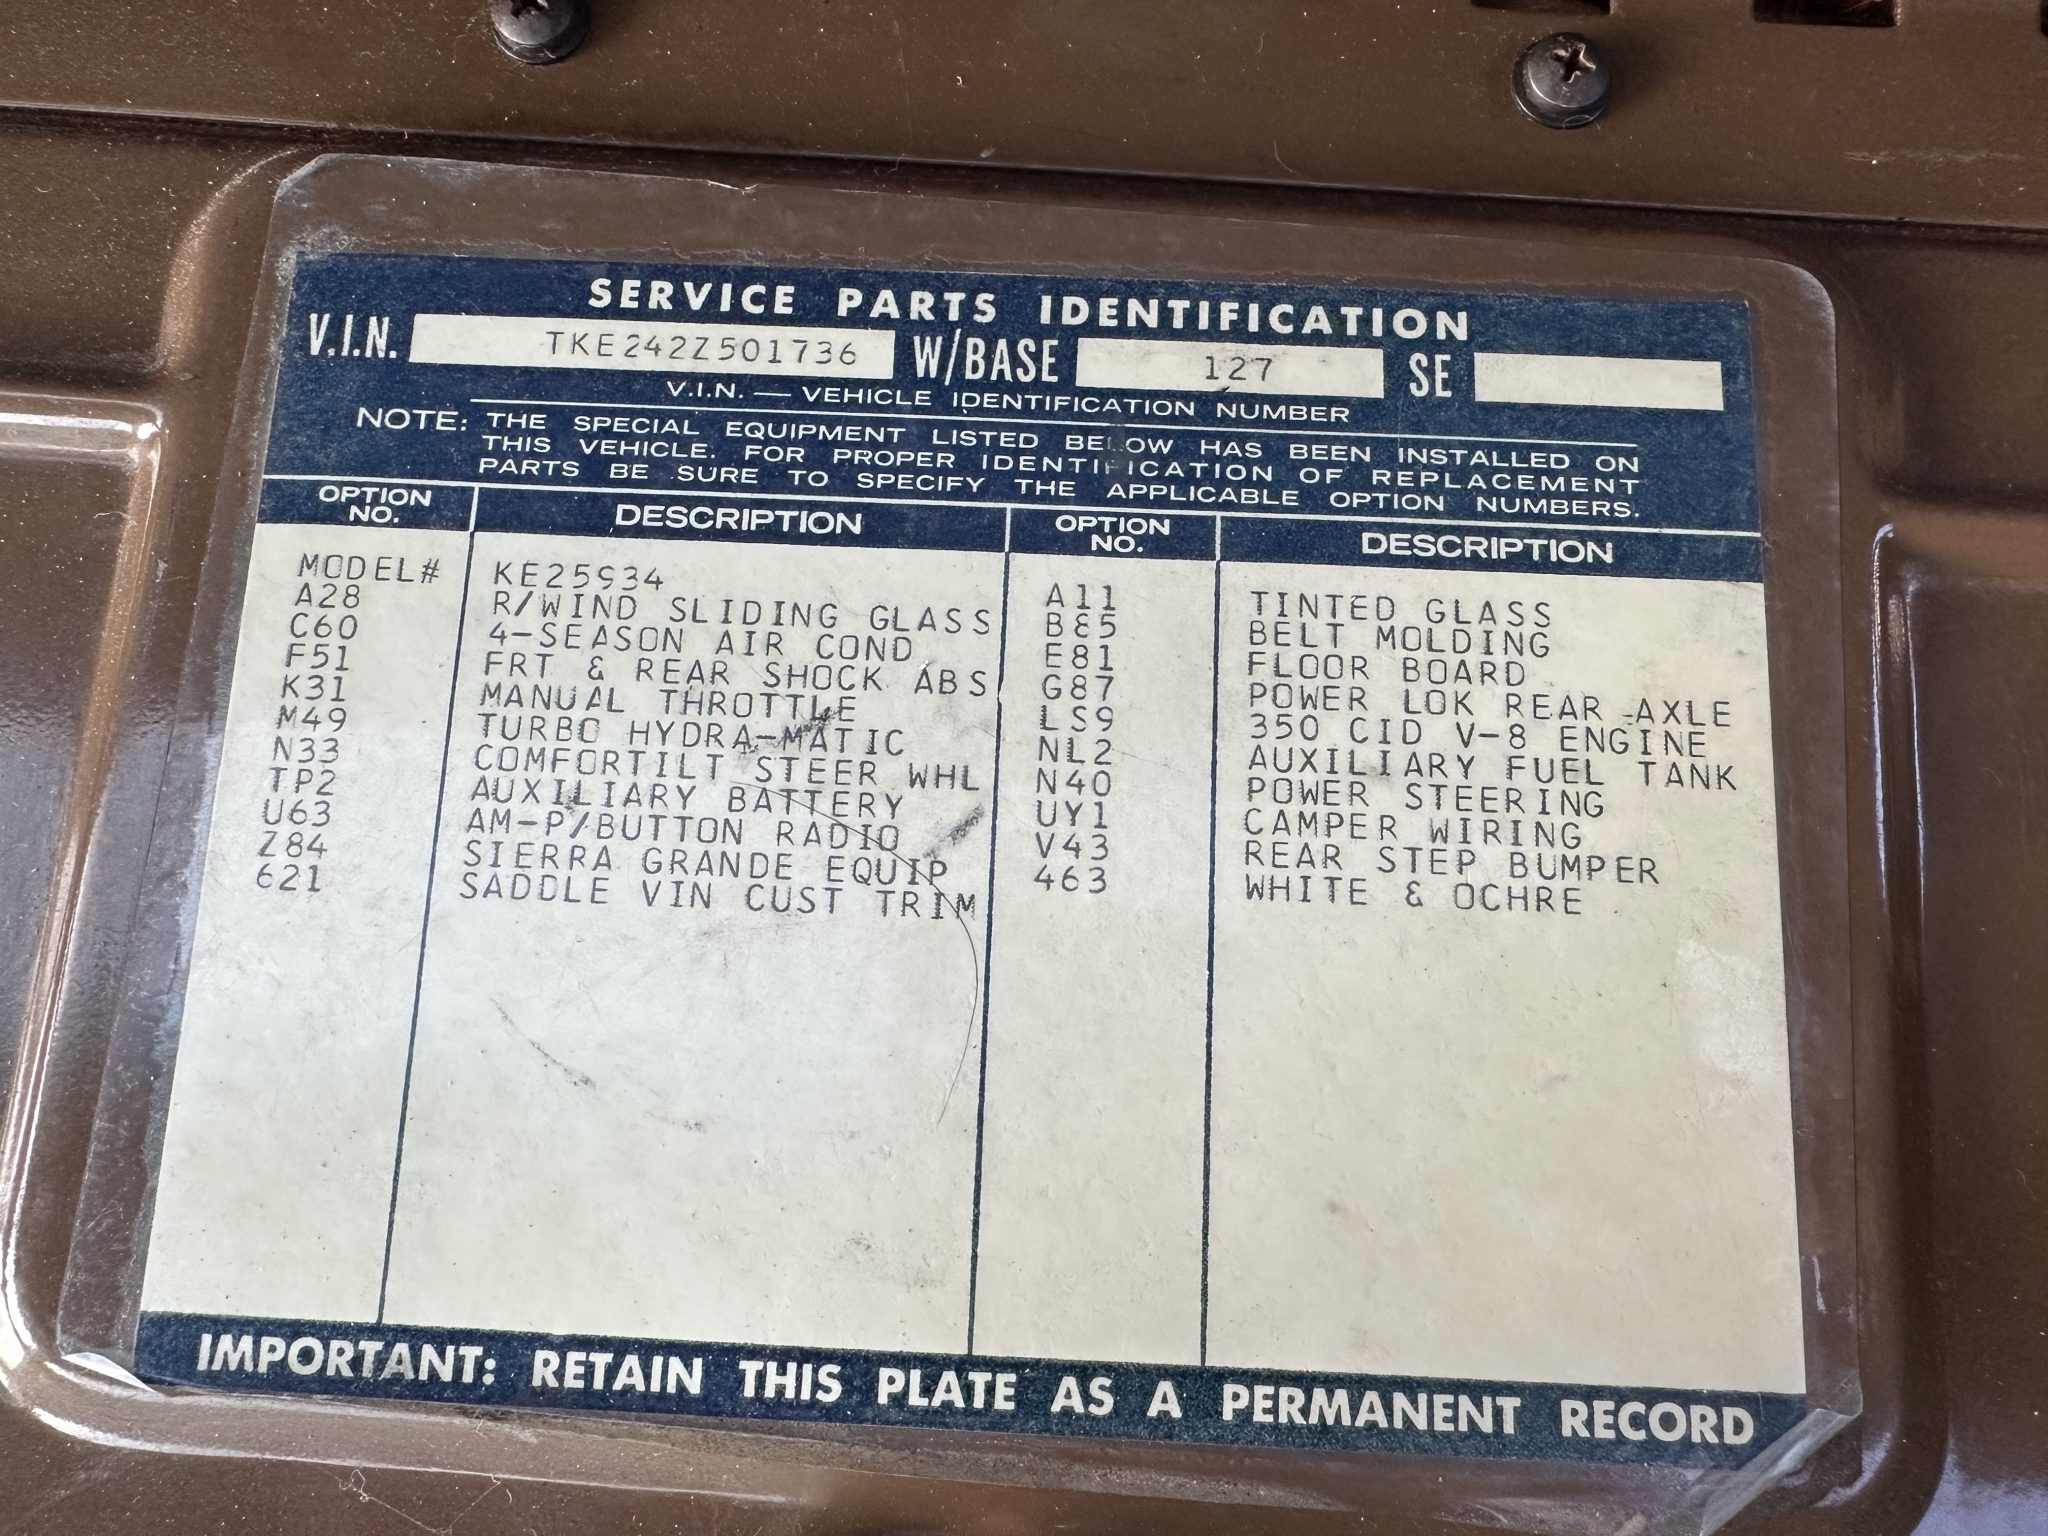 SERVICE PARTS IDENTIFICATION
V.I.N. TKE242Z501736 W/BASE 127 SE
V.I.N. — VEHICLE IDENTIFICATION NUMBER
NOTE: THE SPECIAL EQUIPMENT LISTED BELOW HAS BEEN INSTALLED ON
THIS VEHICLE. FOR PROPER IDENTIFICATION OF REPLACEMENT
PARTS BE SURE TO SPECIFY THE APPLICABLE OPTION NUMBERS.
OPTION NO. DESCRIPTION OPTION NO. DESCRIPTION
MODEL# KE25934
A28 R/WIND SLIDING GLASS A11 TINTED GLASS
C60 4-SEASON AIR COND B85 BELT MOLDING
F51 FRT & REAR SHOCK ABS E81 FLOOR BOARD
K31 MANUAL THROTTLE G87 POWER LOK REAR AXLE
M49 TURBO HYDRA-MATIC LS9 350 CID V-8 ENGINE
N33 COMFORTILT STEER WHL NL2 AUXILIARY FUEL TANK
TP2 AUXILIARY BATTERY N40 POWER STEERING
U63 AM-P/BUTTON RADIO UY1 CAMPER WIRING
Z84 SIERRA GRANDE EQUIP V43 REAR STEP BUMPER
621 SADDLE VIN CUST TRIM 463 WHITE & OCHRE
IMPORTANT: RETAIN THIS PLATE AS A PERMANENT RECORD